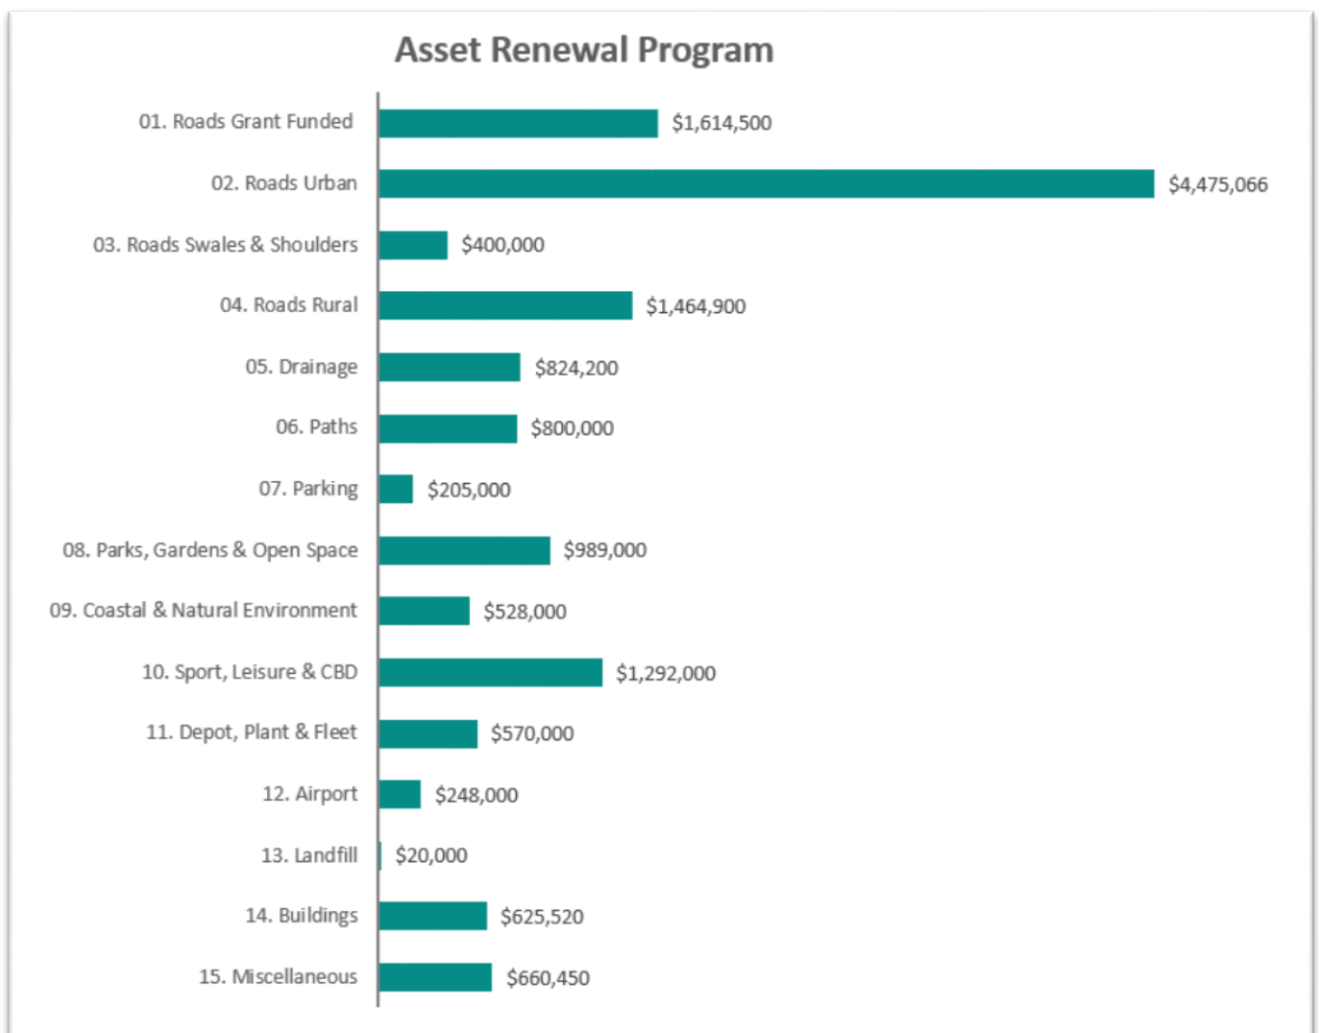 Asset Renewal Program
01. Roads Grant Funded $1,614,500
02. Roads Urban $4,475,066
03. Roads Swales & Shoulders $400,000
04. Roads Rural $1,464,900
05. Drainage $824,200
06. Paths $800,000
07. Parking $205,000
08. Parks, Gardens & Open Space $989,000
09. Coastal & Natural Environment $528,000
10. Sport, Leisure & CBD $1,292,000
11. Depot, Plant & Fleet $570,000
12. Airport $248,000
13. Landfill $20,000
14. Buildings $625,520
15. Miscellaneous $660,450